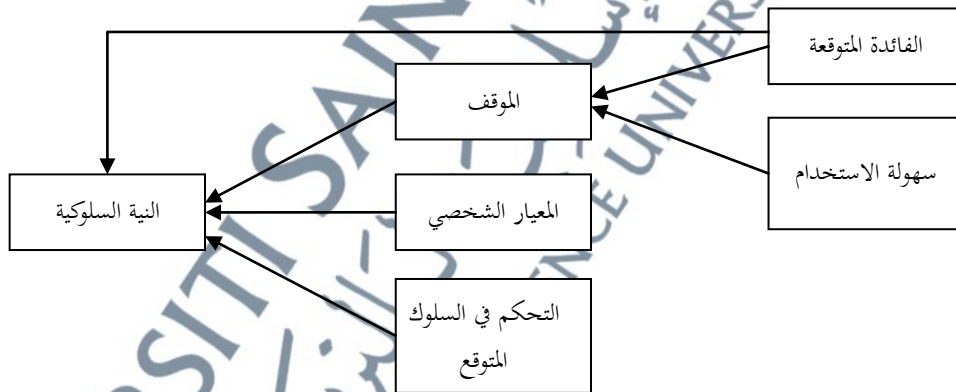 الفائدة المتوقعة
الموقف
سهولة الاستخدام
النية السلوكية
المعيار الشخصي
التحكم في السلوك
المتوقع